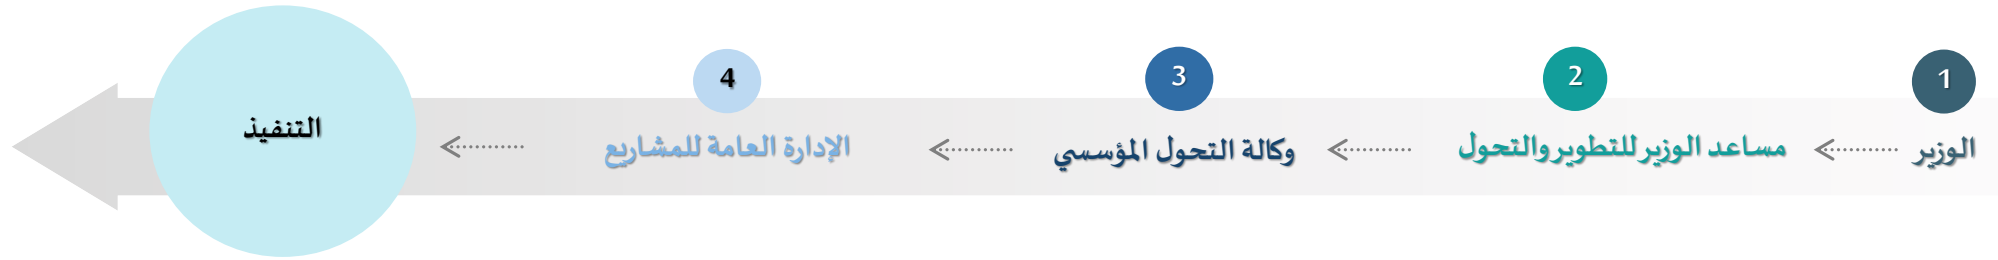 1
الوزير
2
مساعد الوزير للتطوير والتحول
3
وكالة التحول المؤسسي
4
الإدارة العامة للمشاريع
التنفيذ